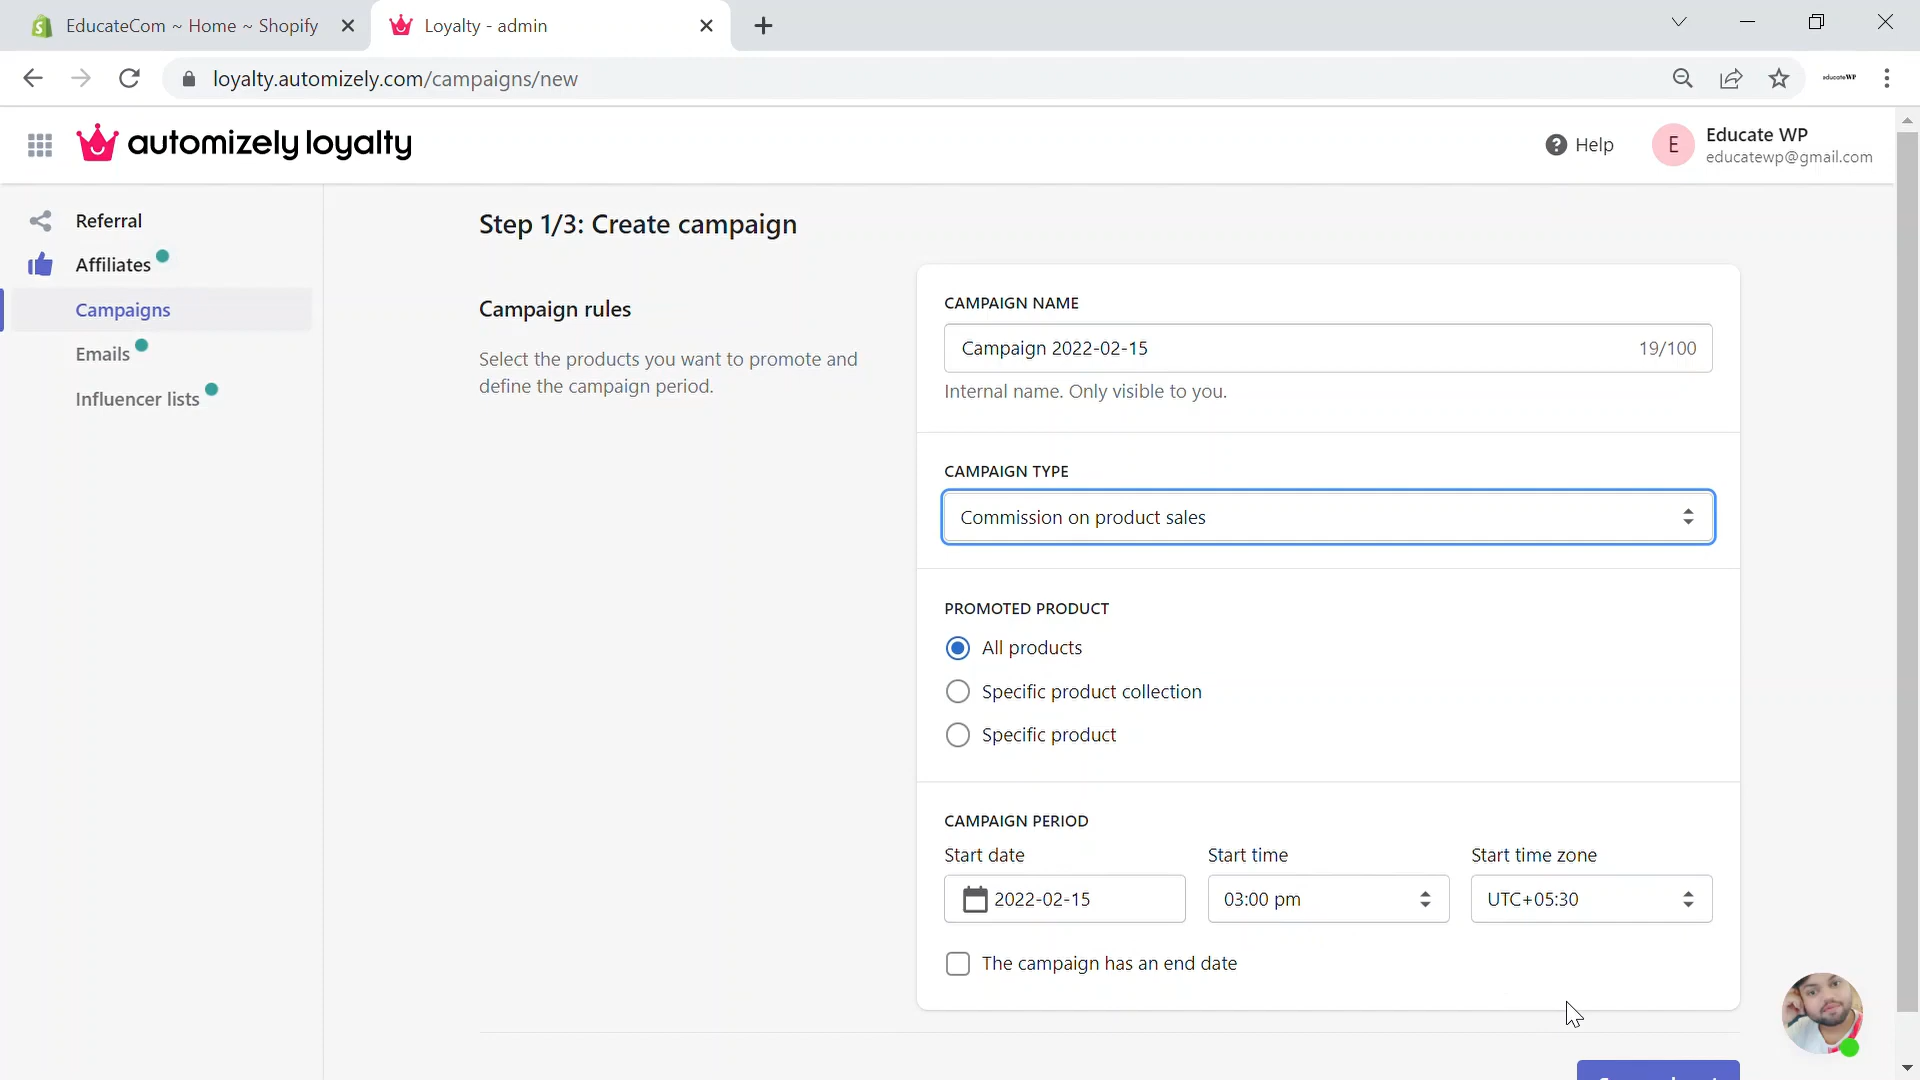 EducateCom ~ Home ~ Shopify
Loyalty - admin
loyalty.automizely.com/campaigns/new
educateWP
automizely loyalty
Help
E
Educate WP
educatewp@gmail.com
Referral
Affiliates
Campaigns
Emails
Influencer lists
Step 1/3: Create campaign
Campaign rules
Select the products you want to promote and
define the campaign period.
CAMPAIGN NAME
Campaign 2022-02-15
19/100
Internal name. Only visible to you.
CAMPAIGN TYPE
Commission on product sales
PROMOTED PRODUCT
All products
Specific product collection
Specific product
CAMPAIGN PERIOD
Start date
Start time
Start time zone
2022-02-15
03:00 pm
UTC+05:30
The campaign has an end date